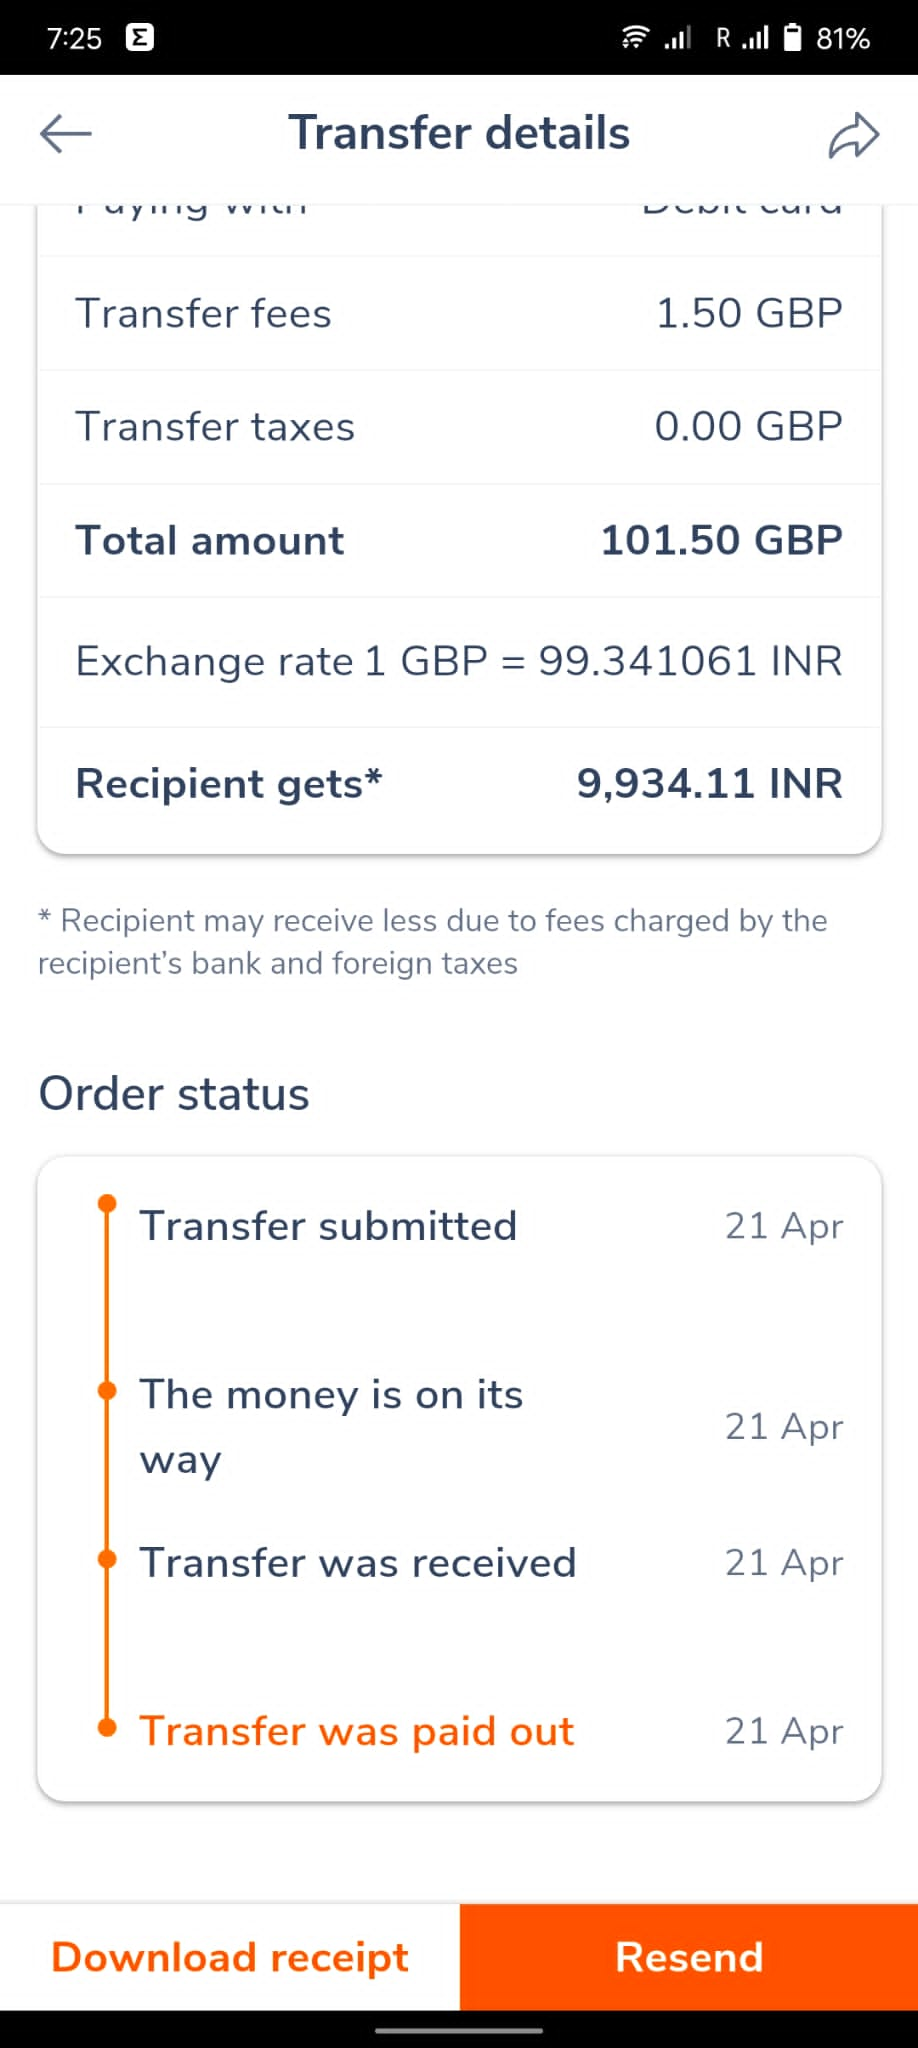 7:25 Σ R 81%
Transfer details
Paying with Debit card
Transfer fees 1.50 GBP
Transfer taxes 0.00 GBP
Total amount 101.50 GBP
Exchange rate 1 GBP = 99.341061 INR
Recipient gets* 9,934.11 INR
* Recipient may receive less due to fees charged by the
recipient's bank and foreign taxes
Order status
Transfer submitted 21 Apr
The money is on its
way 21 Apr
Transfer was received 21 Apr
Transfer was paid out 21 Apr
Download receipt Resend